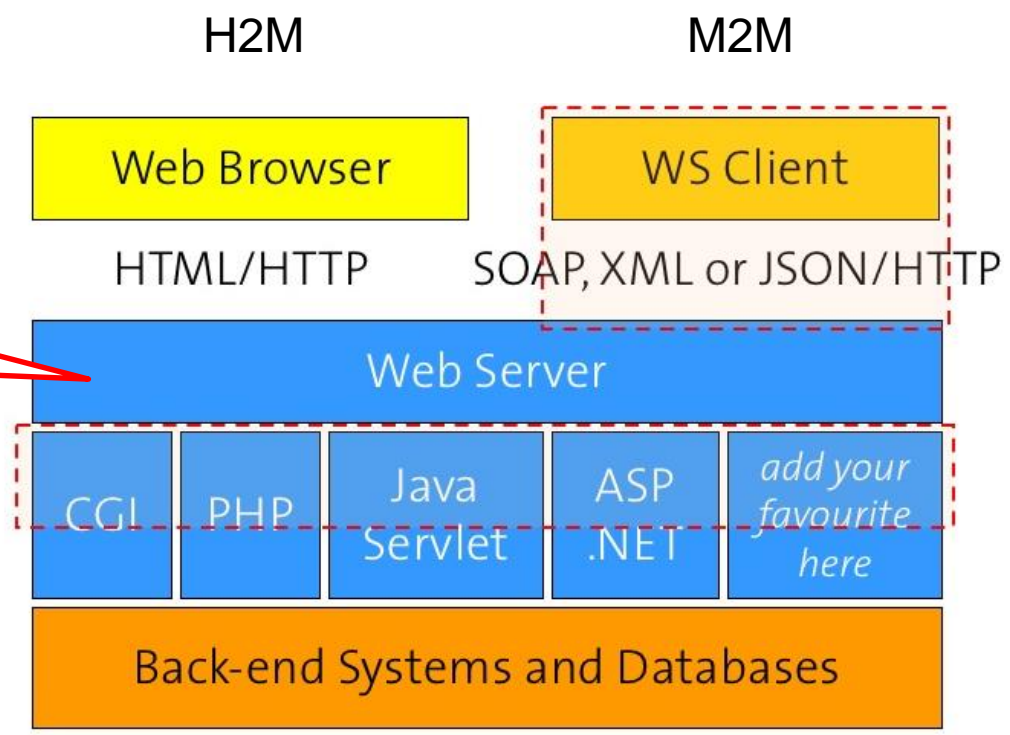 H2M
M2M
Web Browser
WS Client
HTML/HTTP
SOAP, XML or JSON/HTTP
Web Server
CGI
PHP
Java
Servlet
ASP
.NET
add your
favourite
here
Back-end Systems and Databases